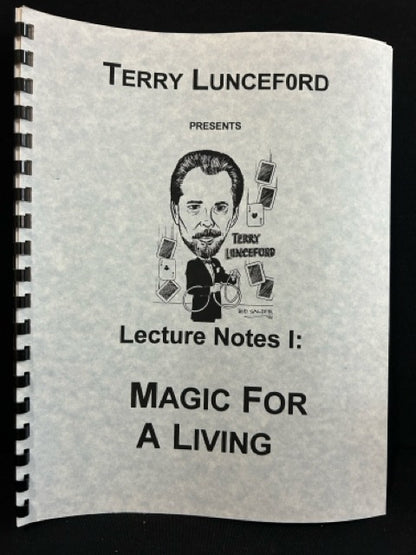 TERRY LUNCEFORD
PRESENTS
TERRY
LUNCEFORD
Lecture Notes I:
MAGIC FOR
A LIVING